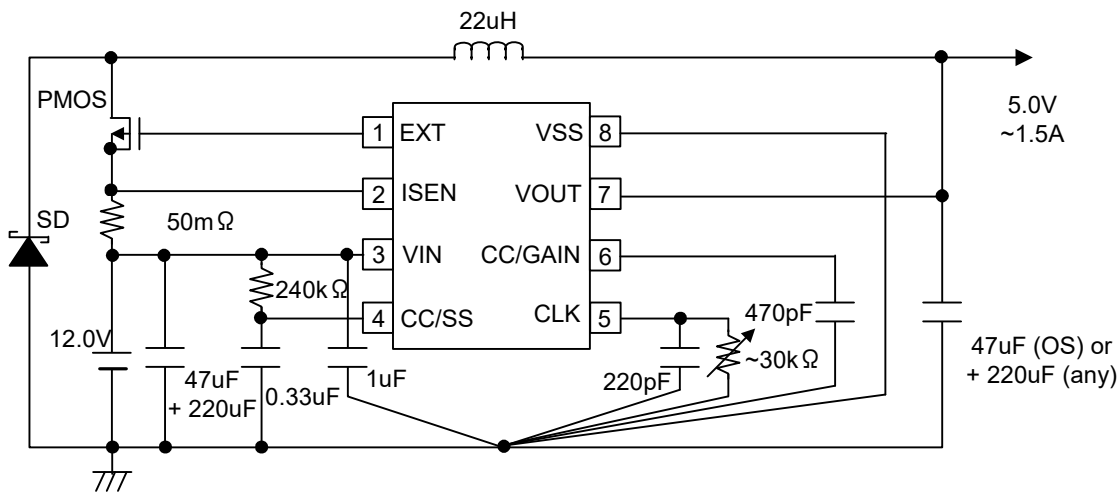 22uH
PMOS
5.0V
~1.5A
1 EXT
VSS 8
2 ISEN
VOUT 7
SD
50mΩ
3 VIN
CC/GAIN 6
240kΩ
4 CC/SS
CLK 5
470pF
12.0V
~30kΩ
47uF
+ 220uF
0.33uF
1uF
220pF
47uF (OS) or
+ 220uF (any)